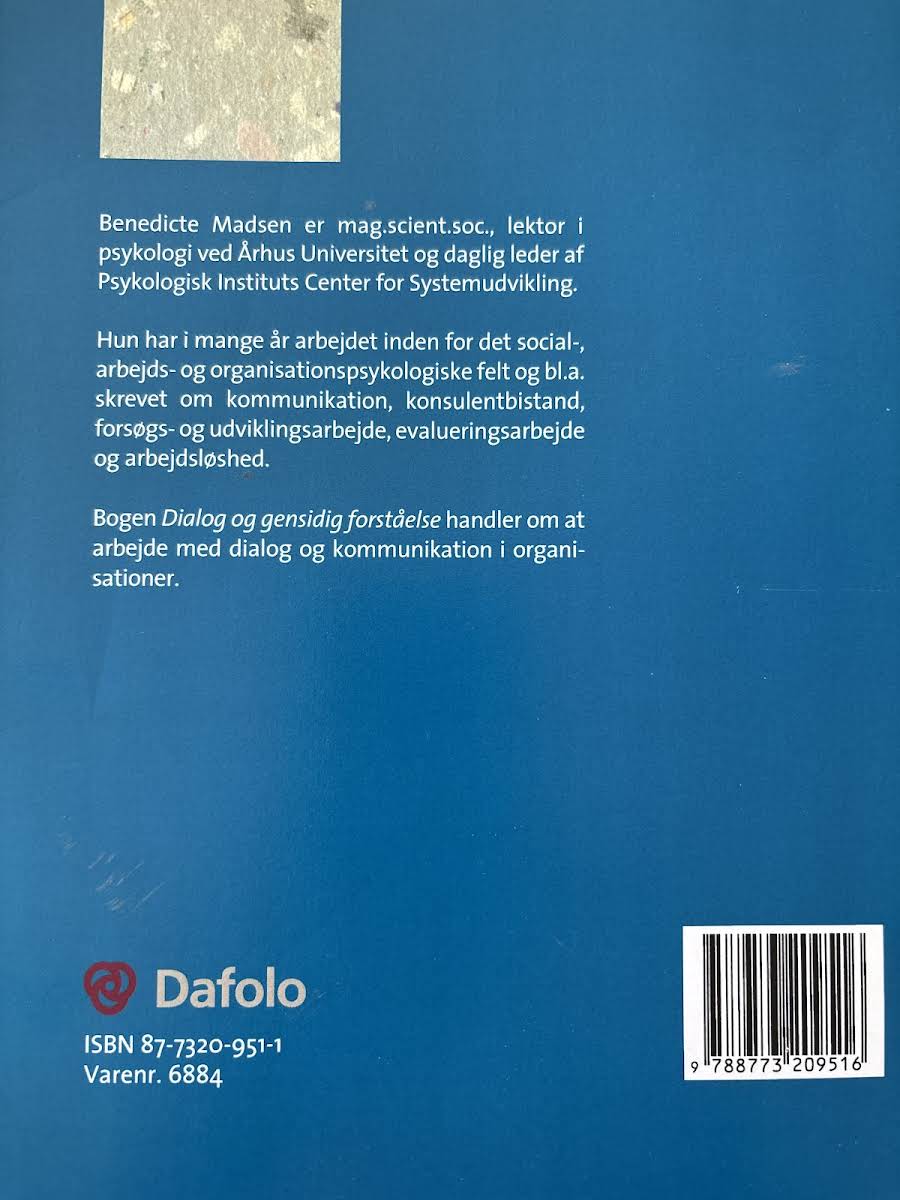 Benedicte Madsen er mag.scient.soc., lektor i
psykologi ved Århus Universitet og daglig leder af
Psykologisk Instituts Center for Systemudvikling.
Hun har i mange år arbejdet inden for det social-,
arbejds- og organisationspsykologiske felt og bl.a.
skrevet om kommunikation, konsulentbistand,
forsøgs- og udviklingsarbejde, evalueringsarbejde
og arbejdsløshed.
Bogen Dialog og gensidig forståelse handler om at
arbejde med dialog og kommunikation i organi-
sationer.
Dafolo
ISBN 87-7320-951-1
Varenr. 6884
9 788773 209516